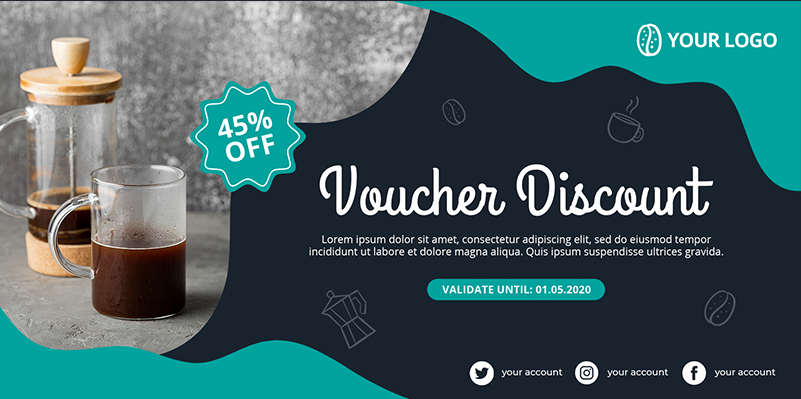 YOUR LOGO
45%
OFF
Voucher Discount
Lorem ipsum dolor sit amet, consectetur adipiscing elit, sed do eiusmod tempor
incididunt ut labore et dolore magna aliqua. Quis ipsum suspendisse ultrices gravida.
VALIDATE UNTIL: 01.05.2020
your account
your account
your account